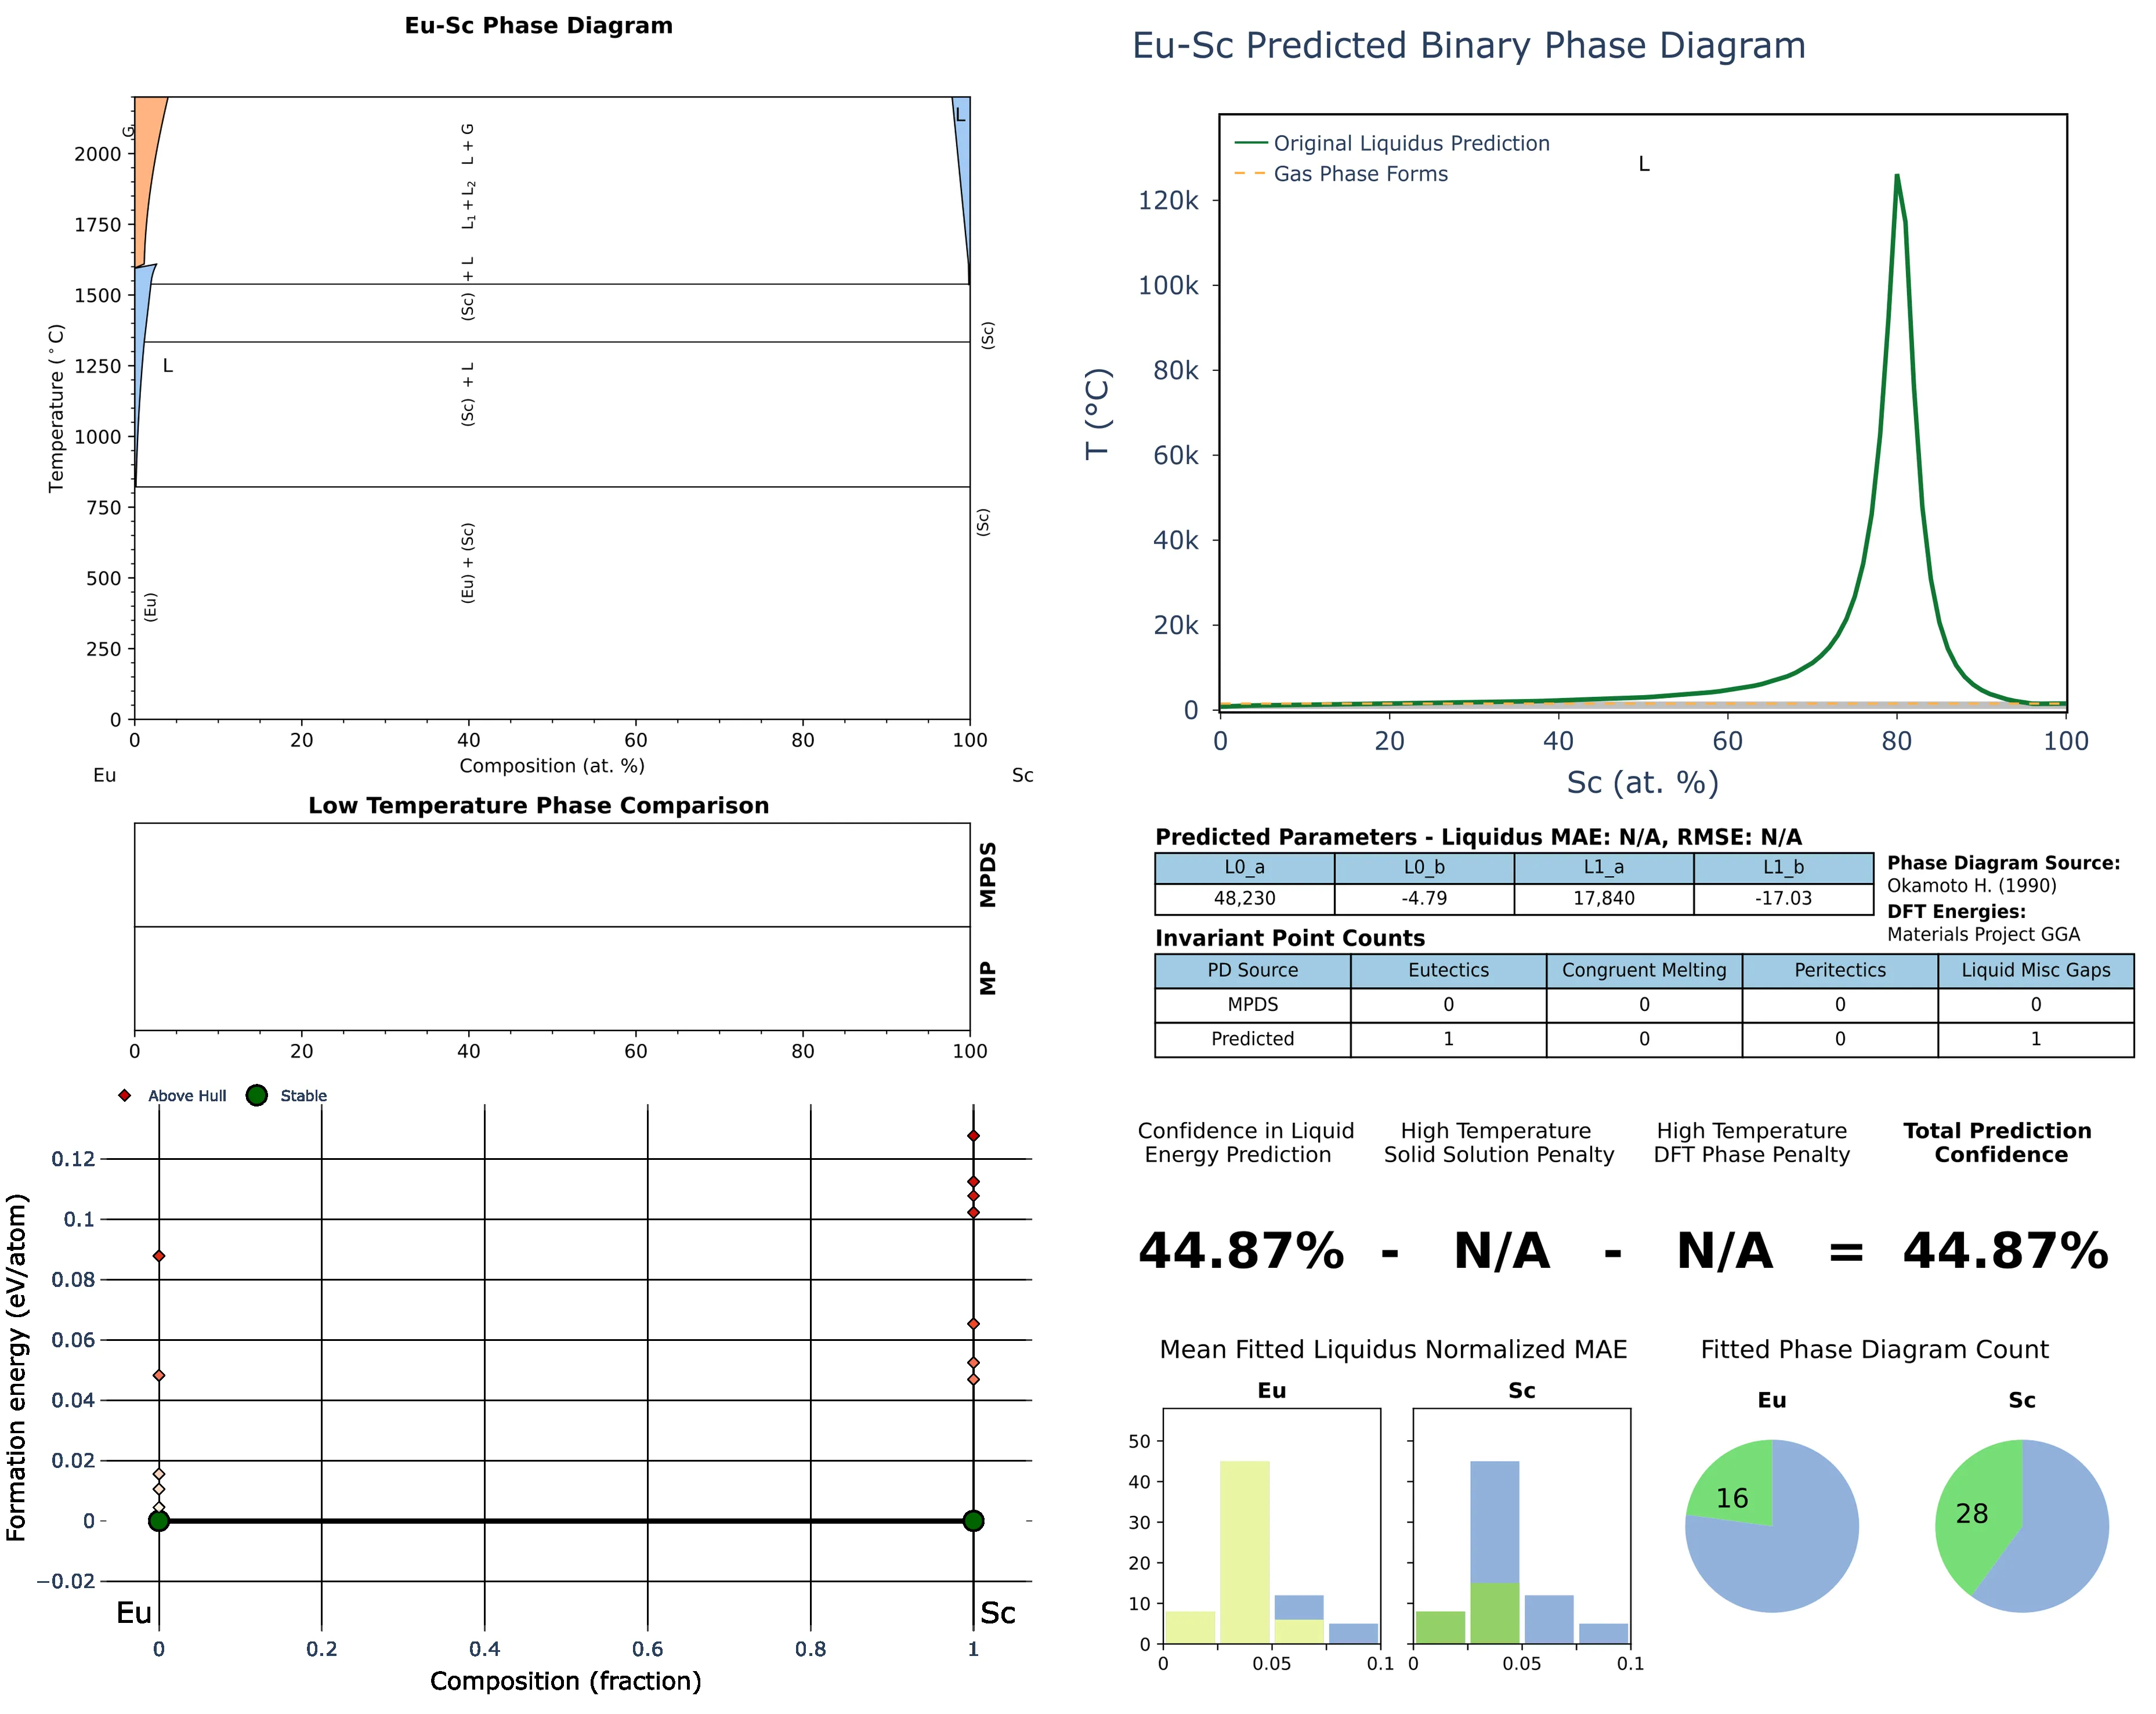 Eu-Sc Phase Diagram
Temperature (°C)
2000
1750
1500
1250
1000
750
500
250
0
G
L
L + G
L₁ + L₂
(Sc) + L
(Sc)
L
(Sc) + L
(Sc)
(Eu) + (Sc)
(Eu)
0 20 40 60 80 100
Composition (at. %)
Eu Sc
Low Temperature Phase Comparison
MPDS
MP
0 20 40 60 80 100
Above Hull Stable
Formation energy (eV/atom)
0.12
0.1
0.08
0.06
0.04
0.02
0
−0.02
Eu Sc
0 0.2 0.4 0.6 0.8 1
Composition (fraction)
Eu-Sc Predicted Binary Phase Diagram
Original Liquidus Prediction
Gas Phase Forms
L
T (°C)
120k
100k
80k
60k
40k
20k
0
0 20 40 60 80 100
Sc (at. %)
Predicted Parameters - Liquidus MAE: N/A, RMSE: N/A
L0_a L0_b L1_a L1_b
48,230 -4.79 17,840 -17.03
Phase Diagram Source:
Okamoto H. (1990)
DFT Energies:
Materials Project GGA
Invariant Point Counts
PD Source Eutectics Congruent Melting Peritectics Liquid Misc Gaps
MPDS 0 0 0 0
Predicted 1 0 0 1
Confidence in Liquid Energy Prediction
High Temperature Solid Solution Penalty
High Temperature DFT Phase Penalty
Total Prediction Confidence
44.87% - N/A - N/A = 44.87%
Mean Fitted Liquidus Normalized MAE
Eu Sc
50
40
30
20
10
0
0 0.05 0.1 0 0.05 0.1
Fitted Phase Diagram Count
Eu Sc
16 28